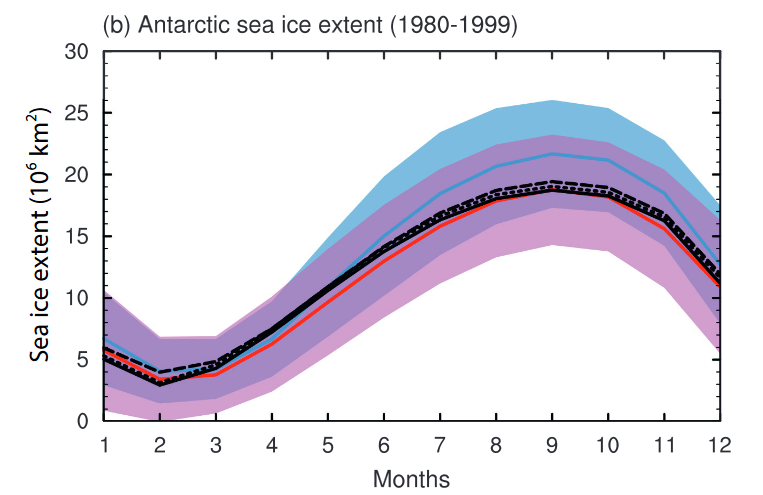 (b) Antarctic sea ice extent (1980-1999)
30
25
20
15
10
5
0
Sea ice extent (10⁶ km²)
1 2 3 4 5 6 7 8 9 10 11 12
Months